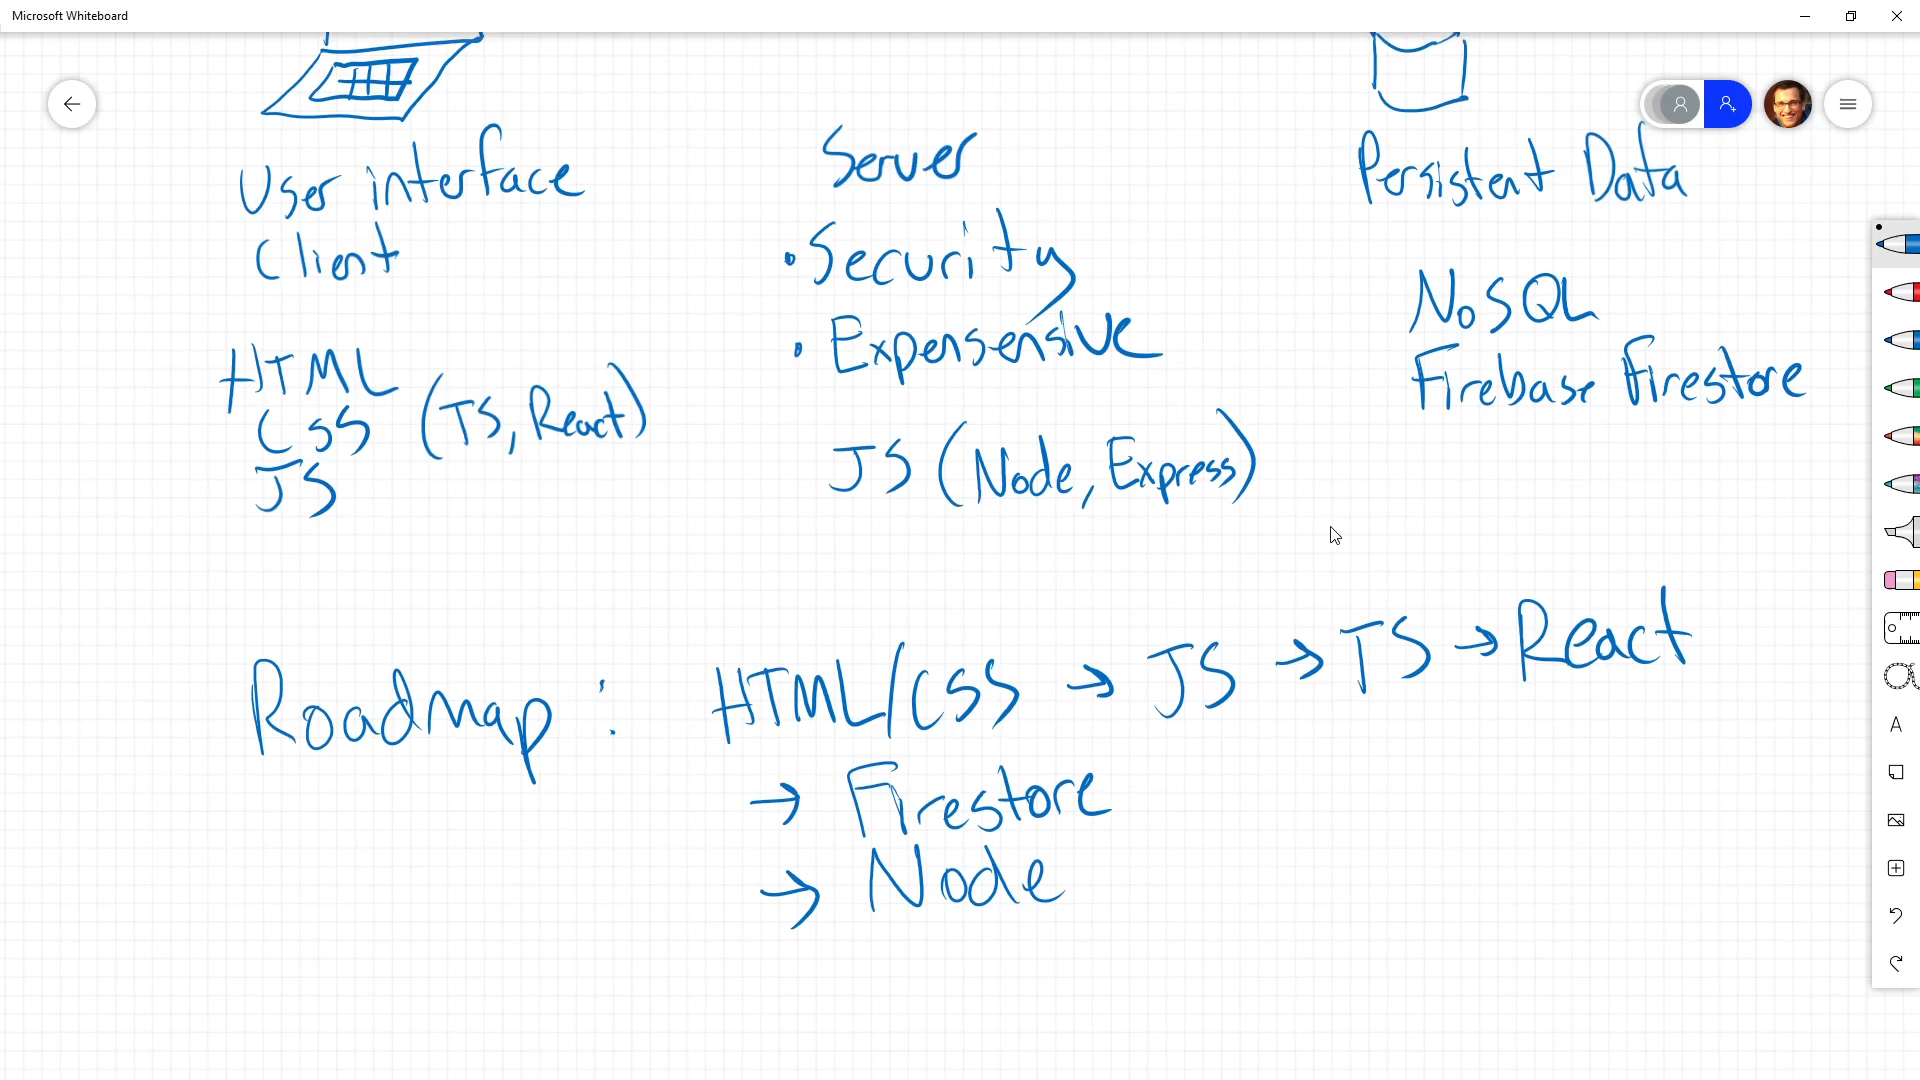 Microsoft Whiteboard
User interface
Client
HTML
CSS (TS, React)
JS
Server
• Security
• Expensensive
JS (Node, Express)
Persistent Data
NoSQL
Firebase Firestore
Roadmap : HTML/CSS → JS → TS → React
→ Firestore
→ Node
A